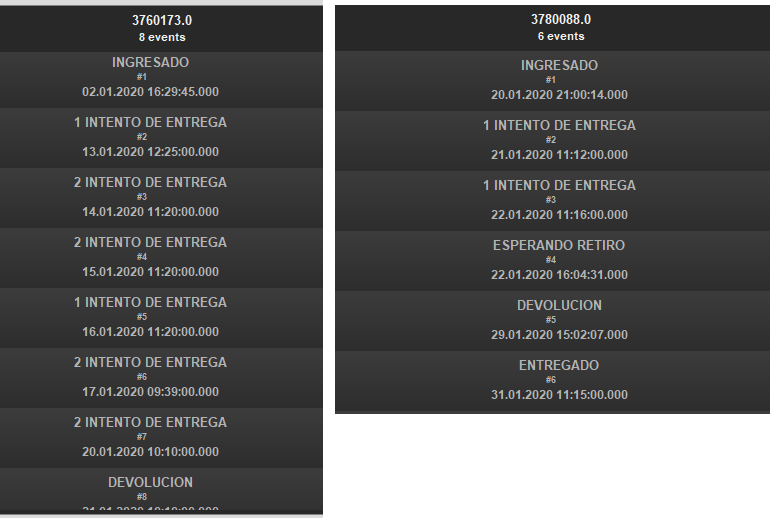 3760173.0
8 events
INGRESADO
#1
02.01.2020 16:29:45.000
1 INTENTO DE ENTREGA
#2
13.01.2020 12:25:00.000
2 INTENTO DE ENTREGA
#3
14.01.2020 11:20:00.000
2 INTENTO DE ENTREGA
#4
15.01.2020 11:20:00.000
1 INTENTO DE ENTREGA
#5
16.01.2020 11:20:00.000
2 INTENTO DE ENTREGA
#6
17.01.2020 09:39:00.000
2 INTENTO DE ENTREGA
#7
20.01.2020 10:10:00.000
DEVOLUCION
#8
3780088.0
6 events
INGRESADO
#1
20.01.2020 21:00:14.000
1 INTENTO DE ENTREGA
#2
21.01.2020 11:12:00.000
1 INTENTO DE ENTREGA
#3
22.01.2020 11:16:00.000
ESPERANDO RETIRO
#4
22.01.2020 16:04:31.000
DEVOLUCION
#5
29.01.2020 15:02:07.000
ENTREGADO
#6
31.01.2020 11:15:00.000